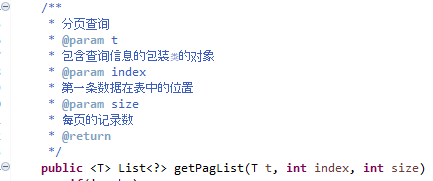 /**
* 分页查询
* @param t
* 包含查询信息的包装类的对象
* @param index
* 第一条数据在表中的位置
* @param size
* 每页的记录数
* @return
*/
public <T> List<?> getPagList(T t, int index, int size)